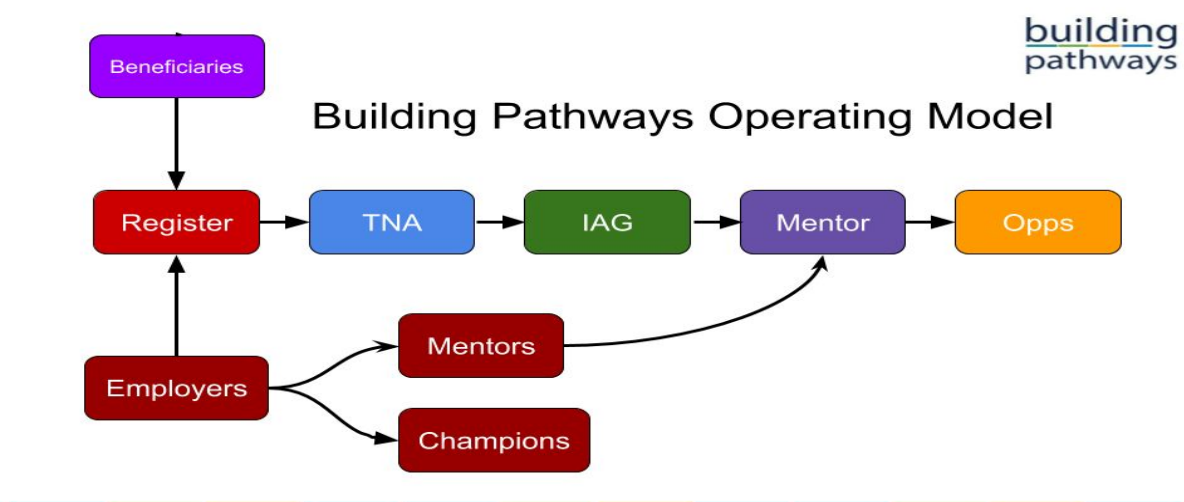 building
pathways
Beneficiaries
Building Pathways Operating Model
Register
TNA
IAG
Mentor
Opps
Mentors
Employers
Champions